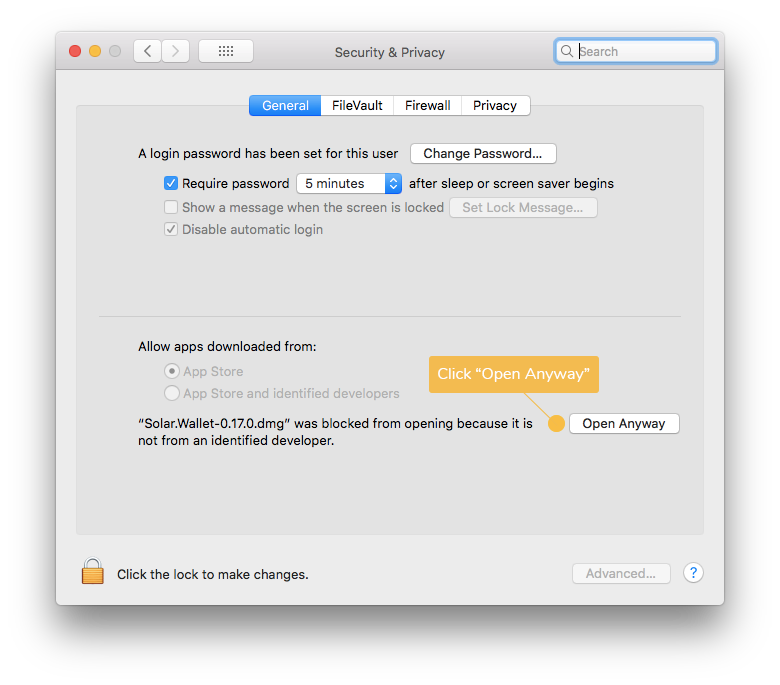 Security & Privacy
Search
General FileVault Firewall Privacy
A login password has been set for this user Change Password...
Require password 5 minutes after sleep or screen saver begins
Show a message when the screen is locked Set Lock Message...
Disable automatic login
Allow apps downloaded from:
App Store
App Store and identified developers
Click “Open Anyway”
“Solar.Wallet-0.17.0.dmg” was blocked from opening because it is
not from an identified developer.
Open Anyway
Click the lock to make changes.
Advanced... ?